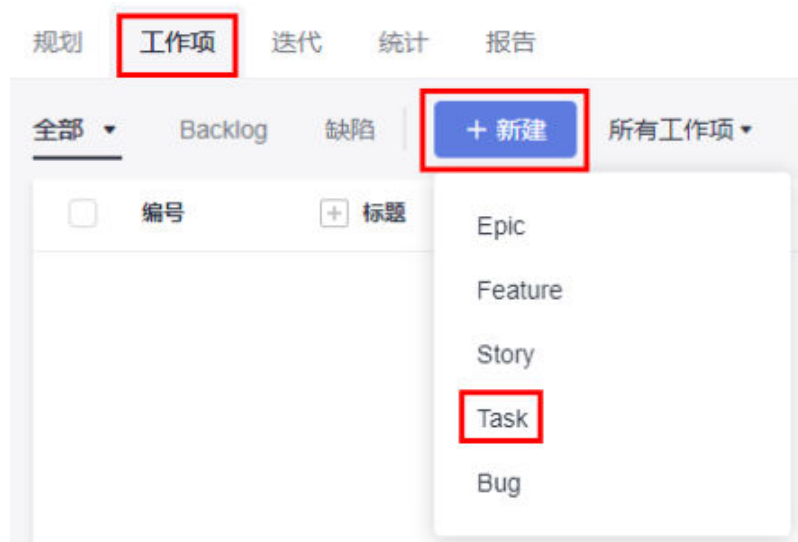 规划 工作项 迭代 统计 报告
全部 Backlog 缺陷 + 新建 所有工作项
编号 标题
Epic
Feature
Story
Task
Bug